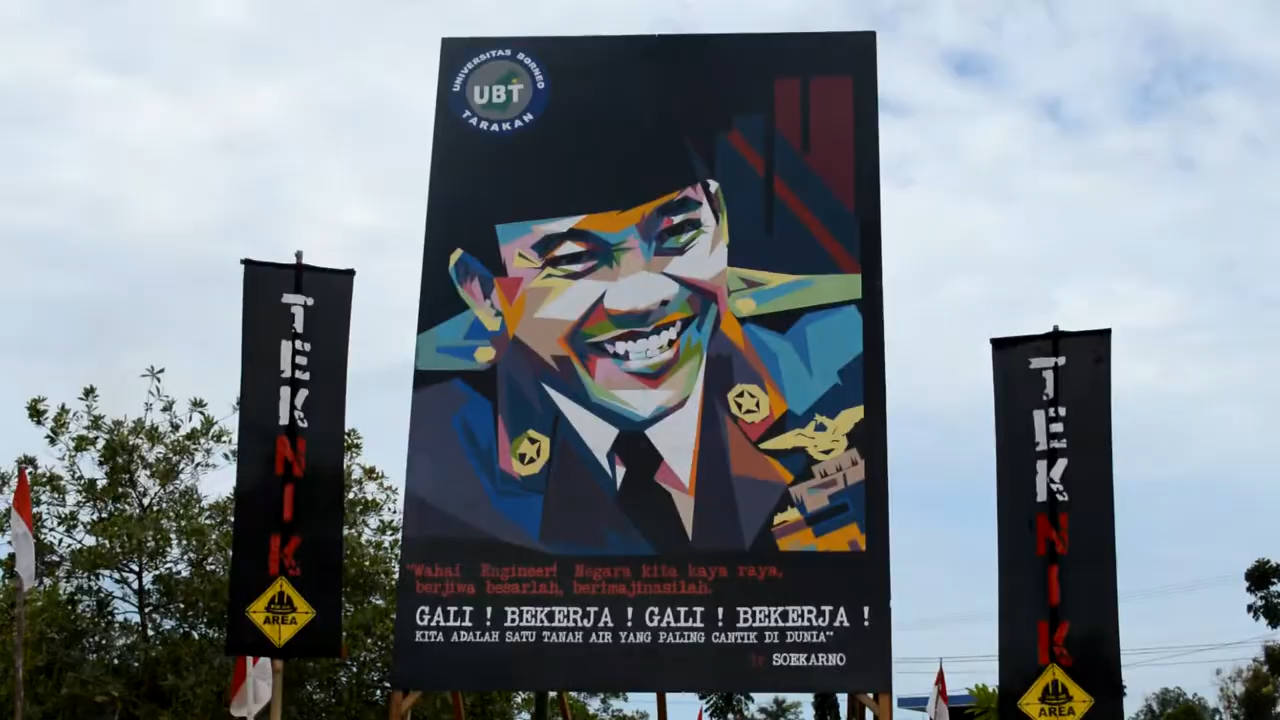 UNIVERSITAS BORNEO
UBT
TARAKAN
TEKNIK
AREA
TEKNIK
AREA
"Wahai Engineer! Negara kita kaya raya,
berjiwa besarlah, berimajinasilah.
GALI ! BEKERJA ! GALI ! BEKERJA !
KITA ADALAH SATU TANAH AIR YANG PALING CANTIK DI DUNIA"
Ir SOEKARNO